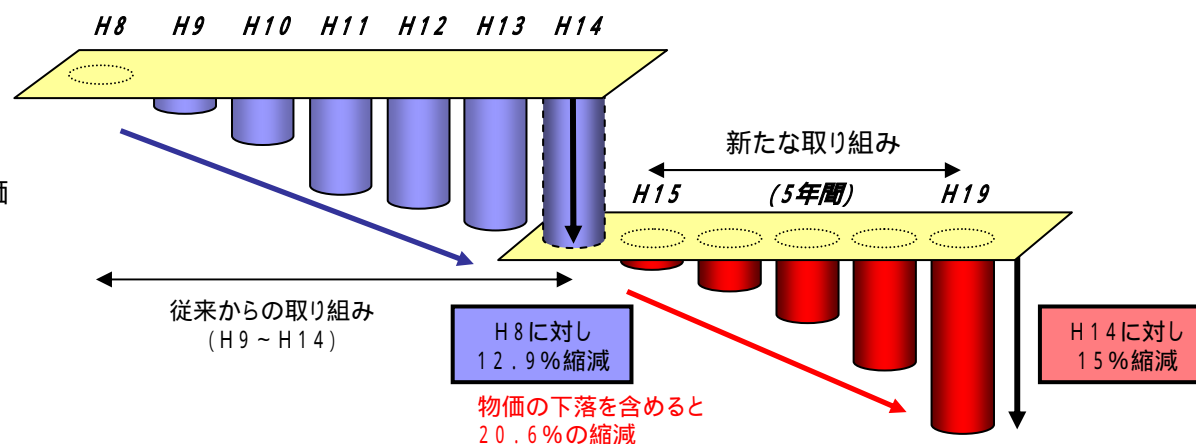 H8 H9 H10 H11 H12 H13 H14
新たな取り組み
価
H15 (5年間) H19
従来からの取り組み
(H9~H14)
H8に対し
12.9%縮減
H14に対し
15%縮減
物価の下落を含めると
20.6%の縮減